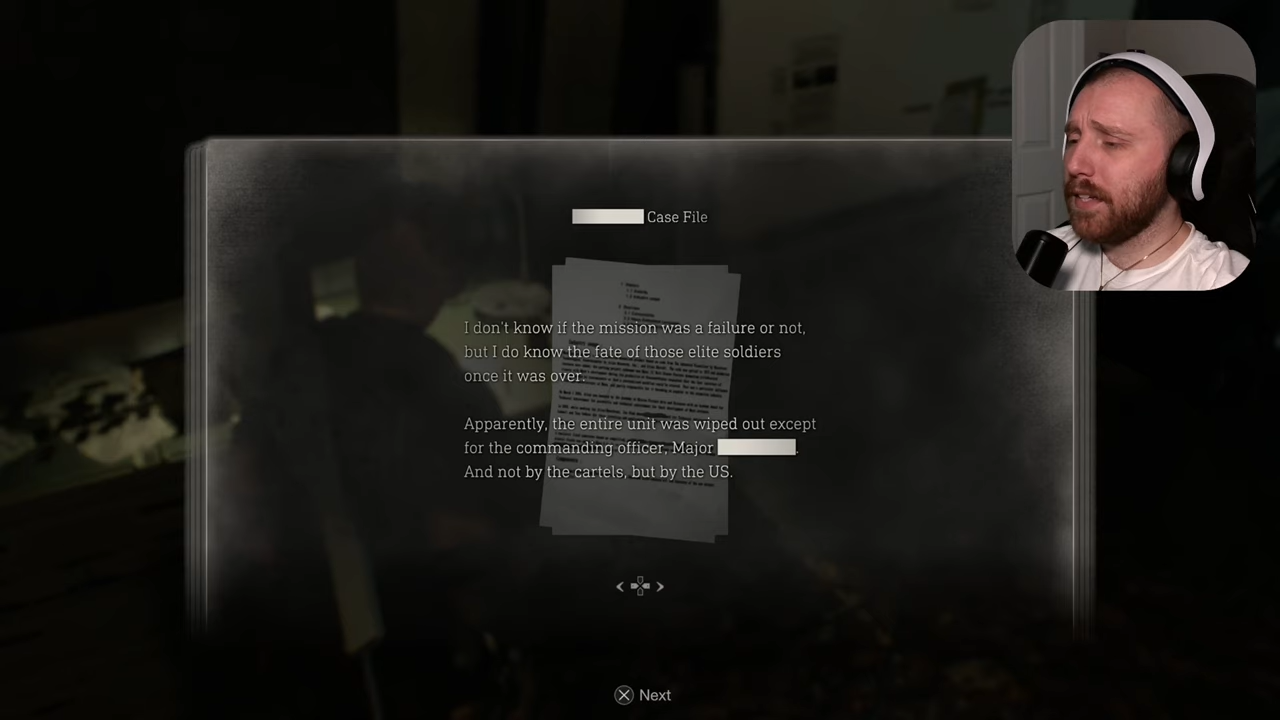 Case File
I don't know if the mission was a failure or not,
but I do know the fate of those elite soldiers
once it was over.
Apparently, the entire unit was wiped out except
for the commanding officer, Major .
And not by the cartels, but by the US.
Next